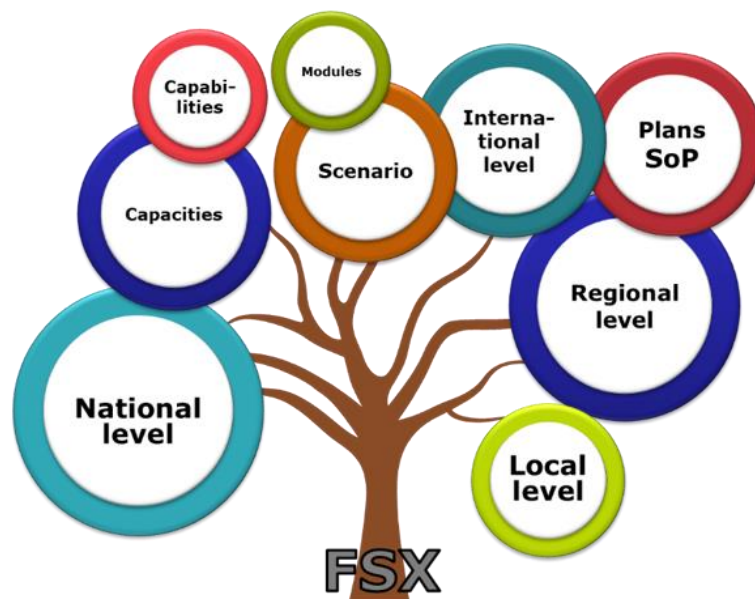 Capabi-
lities
Modules
Interna-
tional
level
Plans
SoP
Scenario
Capacities
Regional
level
National
level
Local
level
FSX